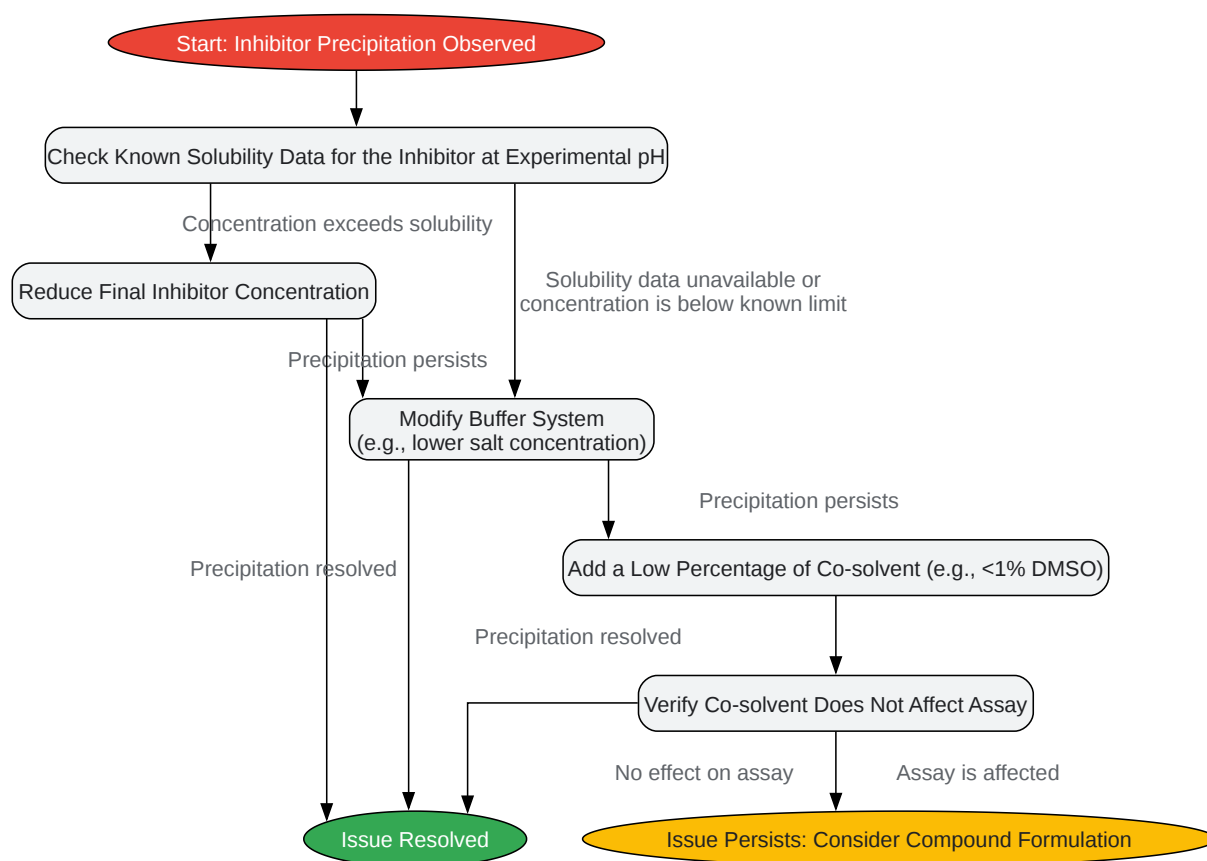 Start: Inhibitor Precipitation Observed
Check Known Solubility Data for the Inhibitor at Experimental pH
Concentration exceeds solubility
Solubility data unavailable or
concentration is below known limit
Reduce Final Inhibitor Concentration
Precipitation persists
Modify Buffer System
(e.g., lower salt concentration)
Precipitation persists
Precipitation resolved
Add a Low Percentage of Co-solvent (e.g., <1% DMSO)
Precipitation resolved
Verify Co-solvent Does Not Affect Assay
No effect on assay
Assay is affected
Issue Resolved
Issue Persists: Consider Compound Formulation